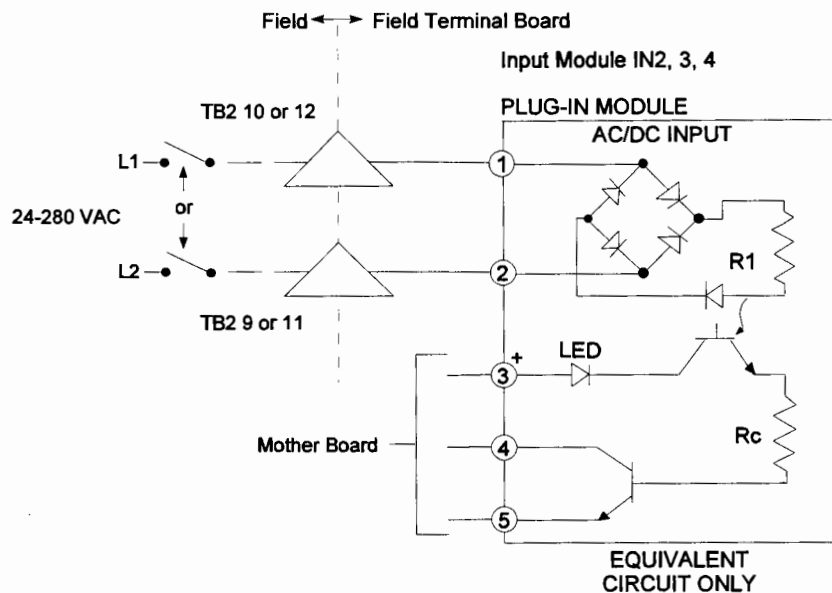 Field Field Terminal Board
Input Module IN2, 3, 4
TB2 10 or 12
PLUG-IN MODULE
AC/DC INPUT
L1
1
24-280 VAC
or
L2
2
R1
TB2 9 or 11
LED
+
3
Mother Board
4
Rc
5
EQUIVALENT
CIRCUIT ONLY